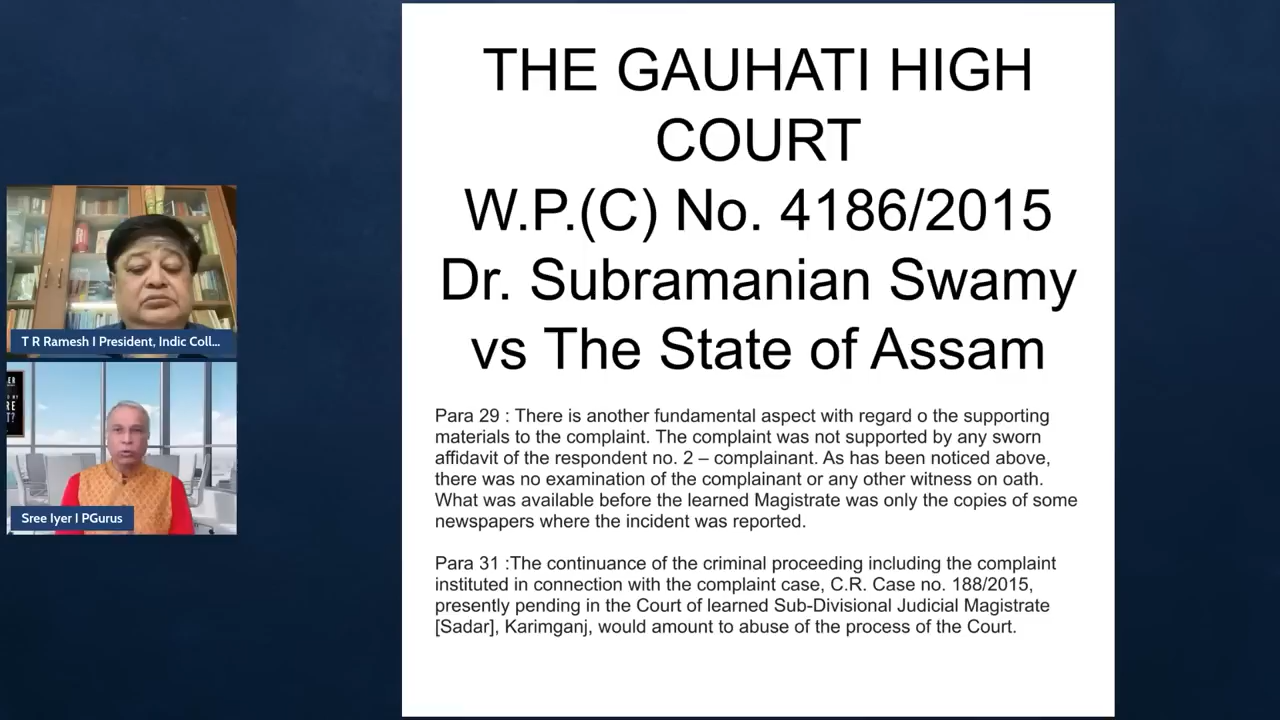 THE GAUHATI HIGH
COURT
W.P.(C) No. 4186/2015
Dr. Subramanian Swamy
vs The State of Assam
Para 29 : There is another fundamental aspect with regard o the supporting
materials to the complaint. The complaint was not supported by any sworn
affidavit of the respondent no. 2 – complainant. As has been noticed above,
there was no examination of the complainant or any other witness on oath.
What was available before the learned Magistrate was only the copies of some
newspapers where the incident was reported.
Para 31 :The continuance of the criminal proceeding including the complaint
instituted in connection with the complaint case, C.R. Case no. 188/2015,
presently pending in the Court of learned Sub-Divisional Judicial Magistrate
[Sadar], Karimganj, would amount to abuse of the process of the Court.
T R Ramesh I President, Indic Coll...
Sree Iyer I PGurus